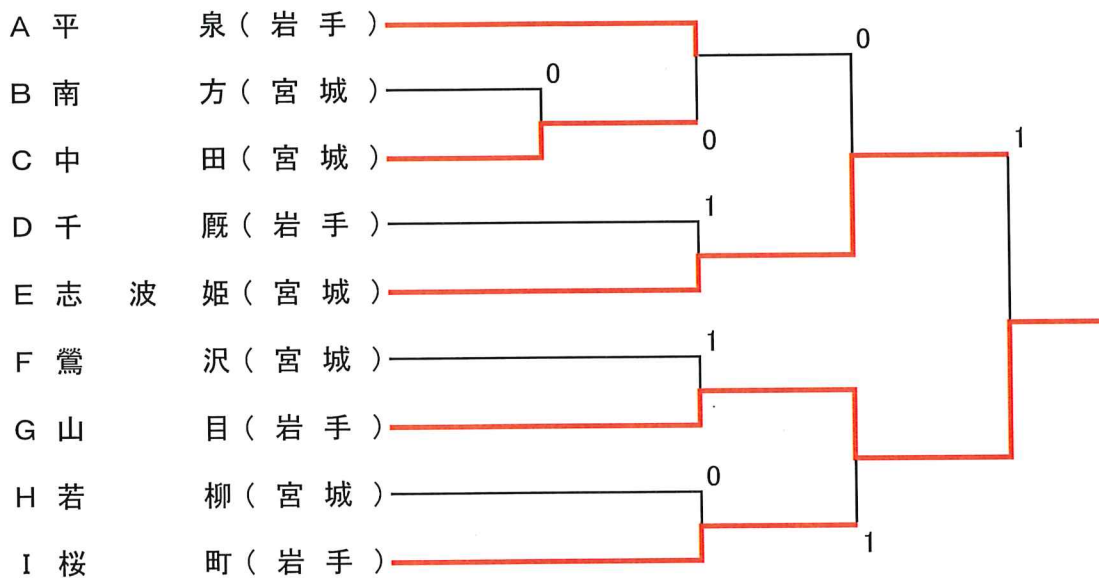 A 平泉(岩手)
0
B 南方(宮城)
0
1
C 中田(宮城)
0
D 千厩(岩手)
1
E 志波姫(宮城)
F 鶯沢(宮城)
1
G 山目(岩手)
H 若柳(宮城)
0
1
I 桜町(岩手)